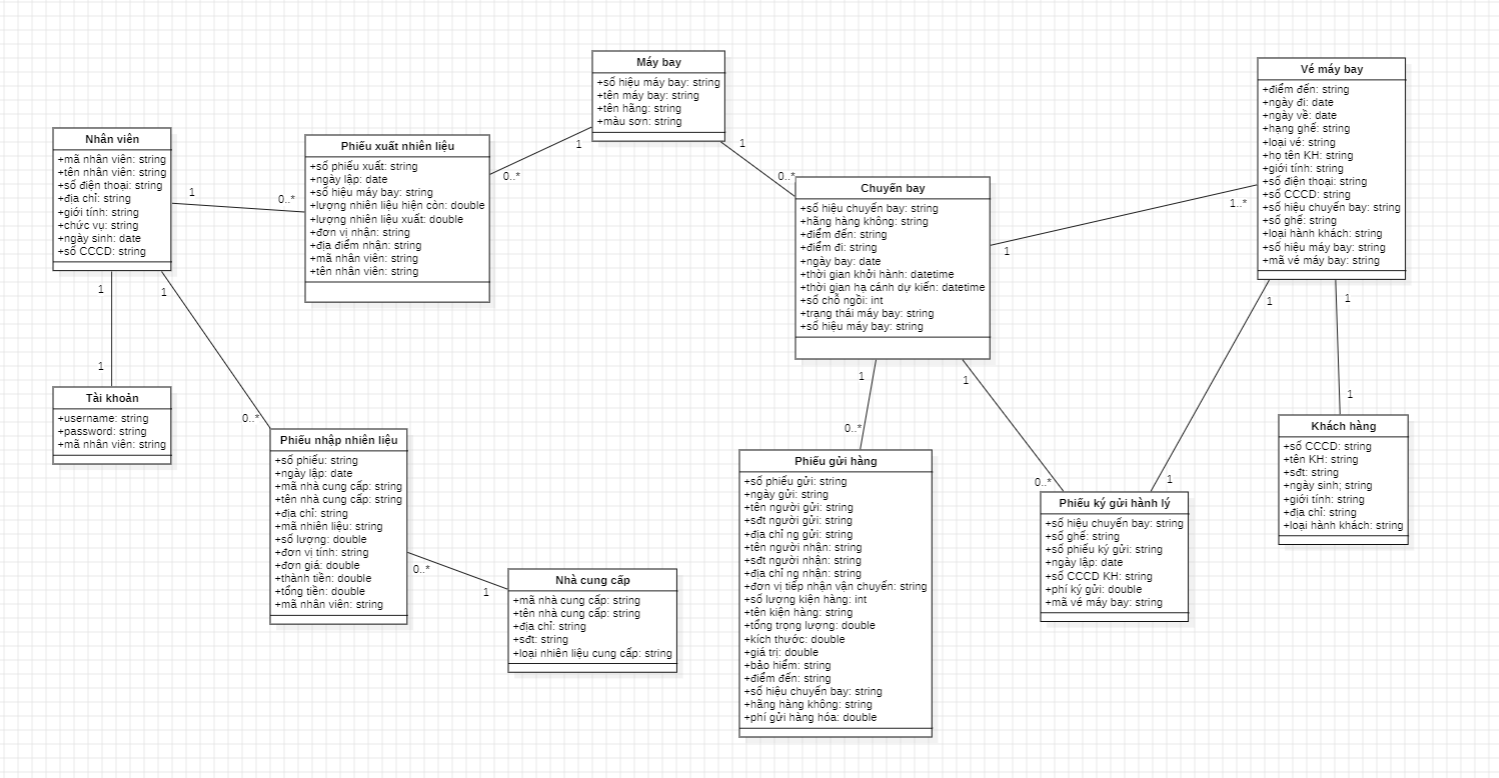 Máy bay
+số hiệu máy bay: string
+tên máy bay: string
+tên hãng: string
+màu sơn: string
Vé máy bay
+điểm đến: string
+ngày đi: date
+ngày về: date
+hạng ghế: string
+loại vé: string
+họ tên KH: string
+giới tính: string
+số điện thoại: string
+số CCCD: string
+số hiệu chuyến bay: string
+số ghế: string
+loại hành khách: string
+số hiệu máy bay: string
+mã vé máy bay: string
Nhân viên
+mã nhân viên: string
+tên nhân viên: string
+số điện thoại: string
+địa chỉ: string
+giới tính: string
+chức vụ: string
+ngày sinh: date
+số CCCD: string
1
0..*
Phiếu xuất nhiên liệu
+số phiếu xuất: string
+ngày lập: date
+số hiệu máy bay: string
+lượng nhiên liệu hiện còn: double
+lượng nhiên liệu xuất: double
+đơn vị nhận: string
+địa điểm nhận: string
+mã nhân viên: string
+tên nhân viên: string
0..*
1
1
0..*
Chuyến bay
+số hiệu chuyến bay: string
+hãng hàng không: string
+điểm đến: string
+điểm đi: string
+ngày bay: date
+thời gian khởi hành: datetime
+thời gian hạ cánh dự kiến: datetime
+số chỗ ngồi: int
+trạng thái máy bay: string
+số hiệu máy bay: string
1
1..*
1
1
1
1
Tài khoản
+username: string
+password: string
+mã nhân viên: string
1
0..*
Phiếu nhập nhiên liệu
+số phiếu: string
+ngày lập: date
+mã nhà cung cấp: string
+tên nhà cung cấp: string
+địa chỉ: string
+mã nhiên liệu: string
+số lượng: double
+đơn vị tính: string
+đơn giá: double
+thành tiền: double
+tổng tiền: double
+mã nhân viên: string
0..*
1
Nhà cung cấp
+mã nhà cung cấp: string
+tên nhà cung cấp: string
+địa chỉ: string
+sđt: string
+loại nhiên liệu cung cấp: string
1
0..*
Phiếu gửi hàng
+số phiếu gửi: string
+ngày gửi: string
+tên người gửi: string
+sđt người gửi: string
+địa chỉ ng gửi: string
+tên người nhận: string
+sđt người nhận: string
+địa chỉ ng nhận: string
+đơn vị tiếp nhận vận chuyển: string
+số lượng kiện hàng: int
+tên kiện hàng: string
+tổng trọng lượng: double
+kích thước: double
+giá trị: double
+bảo hiểm: string
+điểm đến: string
+số hiệu chuyến bay: string
+hãng hàng không: string
+phí gửi hàng hóa: double
1
0..*
1
Phiếu ký gửi hành lý
+số hiệu chuyến bay: string
+số ghế: string
+số phiếu ký gửi: string
+ngày lập: date
+số CCCD KH: string
+phí ký gửi: double
+mã vé máy bay: string
1
Khách hàng
+số CCCD: string
+tên KH: string
+sđt: string
+ngày sinh; string
+giới tính: string
+địa chỉ: string
+loại hành khách: string